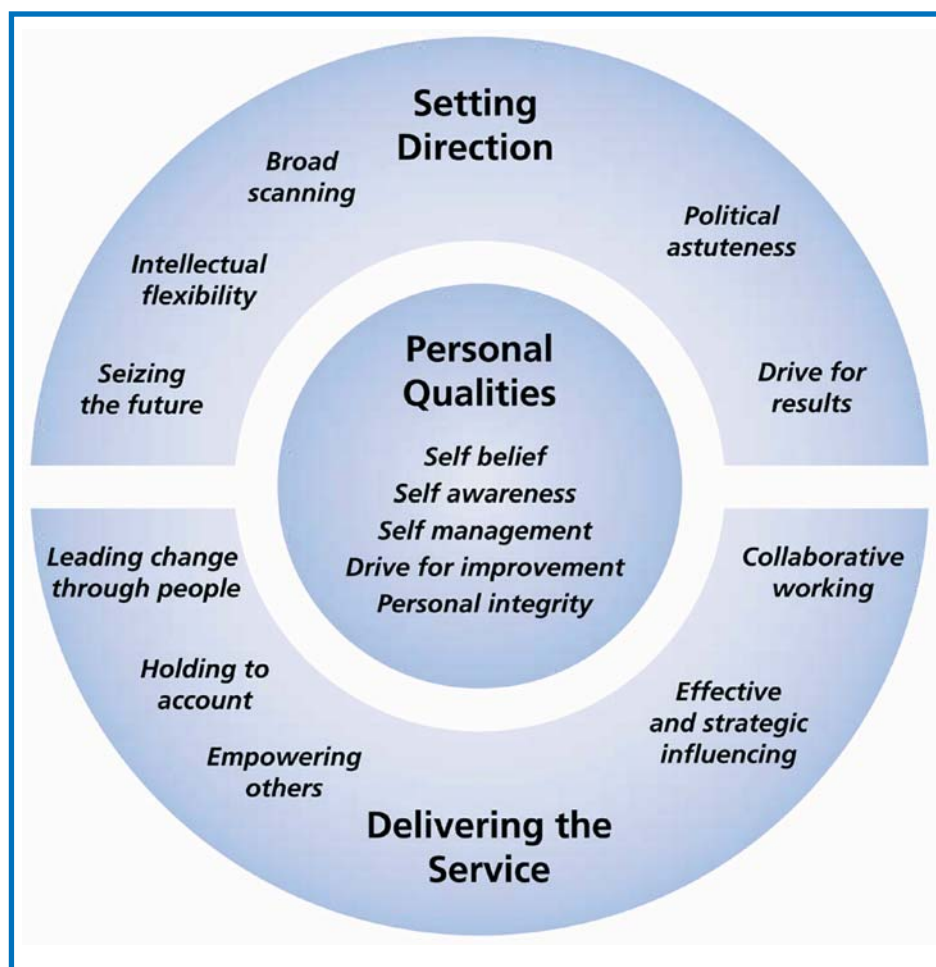 Setting
Direction
Broad
scanning
Intellectual
flexibility
Seizing
the future
Political
astuteness
Drive for
results
Personal
Qualities
Self belief
Self awareness
Self management
Drive for improvement
Personal integrity
Leading change
through people
Holding to
account
Empowering
others
Collaborative
working
Effective
and strategic
influencing
Delivering the
Service